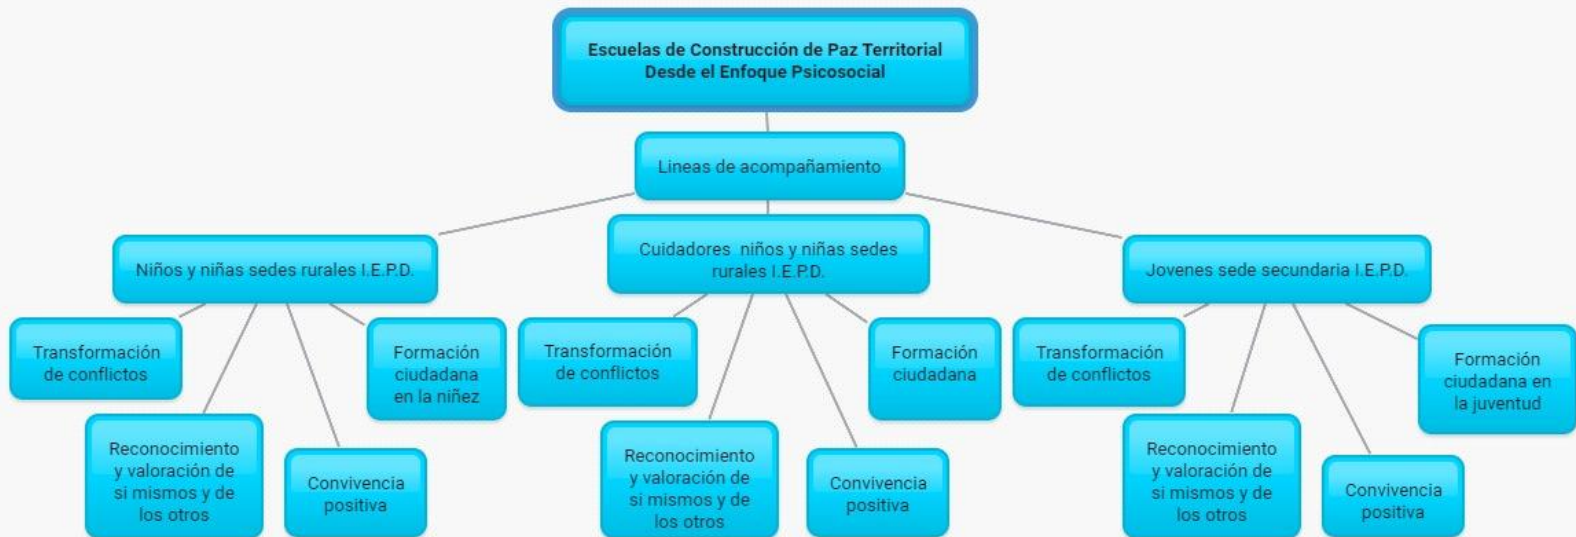 Escuelas de Construcción de Paz Territorial
Desde el Enfoque Psicosocial
Lineas de acompañamiento
Niños y niñas sedes rurales I.E.P.D.
Cuidadores niños y niñas sedes
rurales I.E.P.D.
Jovenes sede secundaria I.E.P.D.
Transformación
de conflictos
Reconocimiento
y valoración de
si mismos y de
los otros
Convivencia
positiva
Formación
ciudadana
en la niñez
Transformación
de conflictos
Reconocimiento
y valoración de
si mismos y de
los otros
Convivencia
positiva
Formación
ciudadana
Transformación
de conflictos
Reconocimiento
y valoración de
si mismos y de
los otros
Convivencia
positiva
Formación
ciudadana en
la juventud